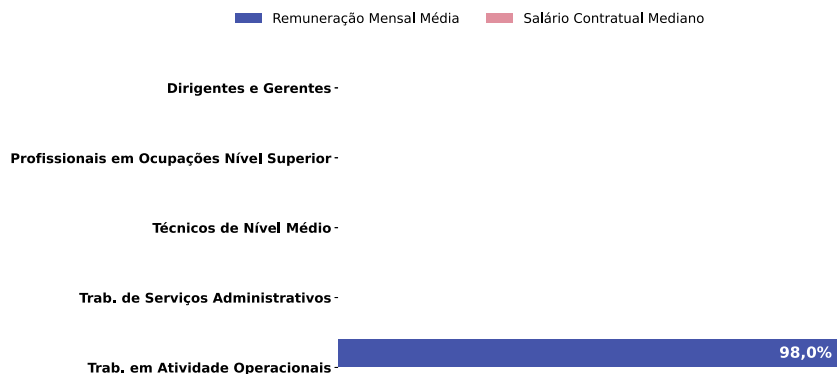 Remuneração Mensal Média Salário Contratual Mediano
Dirigentes e Gerentes
Profissionais em Ocupações Nível Superior
Técnicos de Nível Médio
Trab. de Serviços Administrativos
98,0%
Trab. em Atividade Operacionais